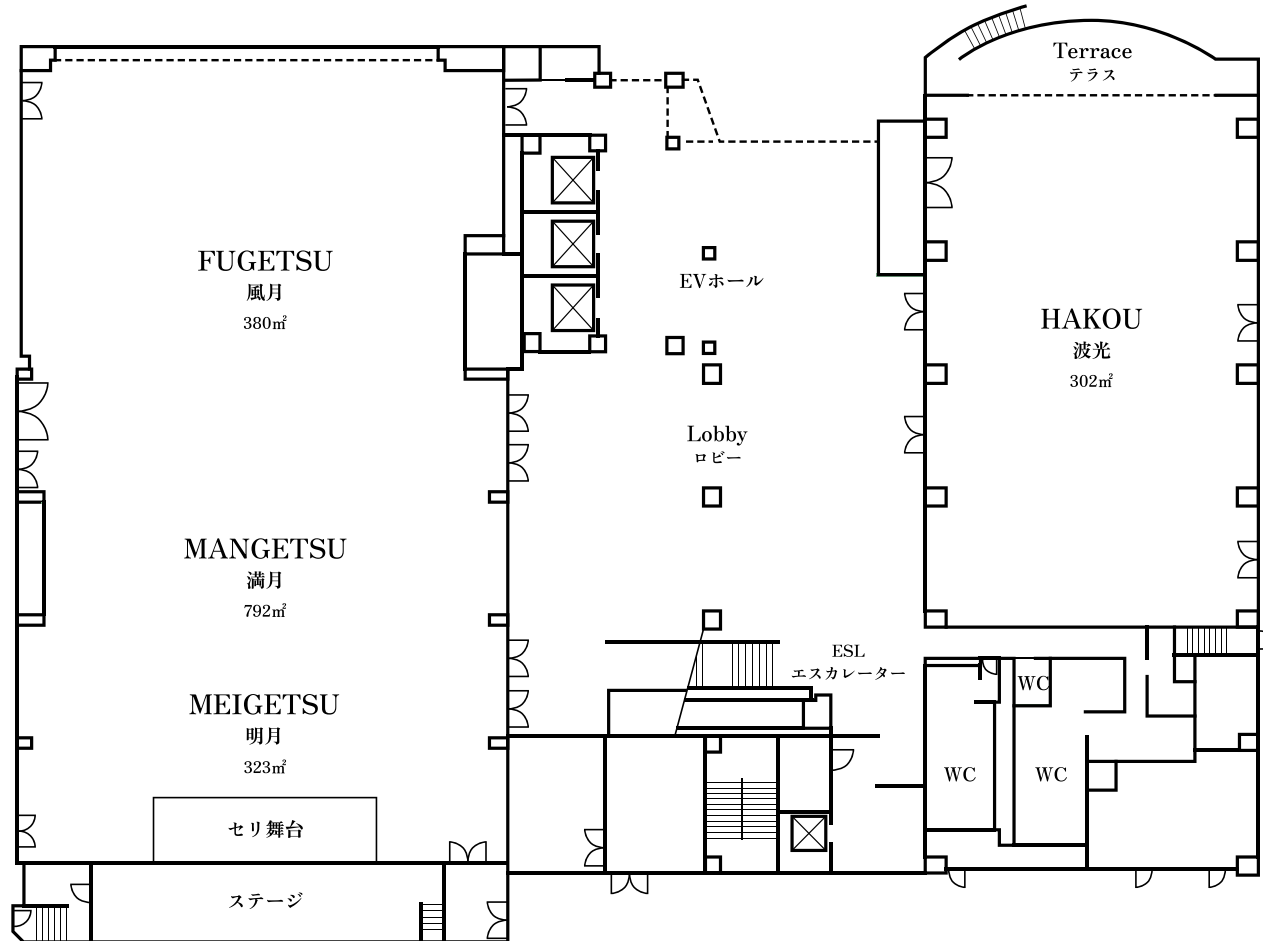 Terrace
テラス
FUGETSU
風月
380㎡
EVホール
HAKOU
波光
302㎡
Lobby
ロビー
MANGETSU
満月
792㎡
ESL
エスカレーター
MEIGETSU
明月
323㎡
WC
WC
WC
セリ舞台
ステージ